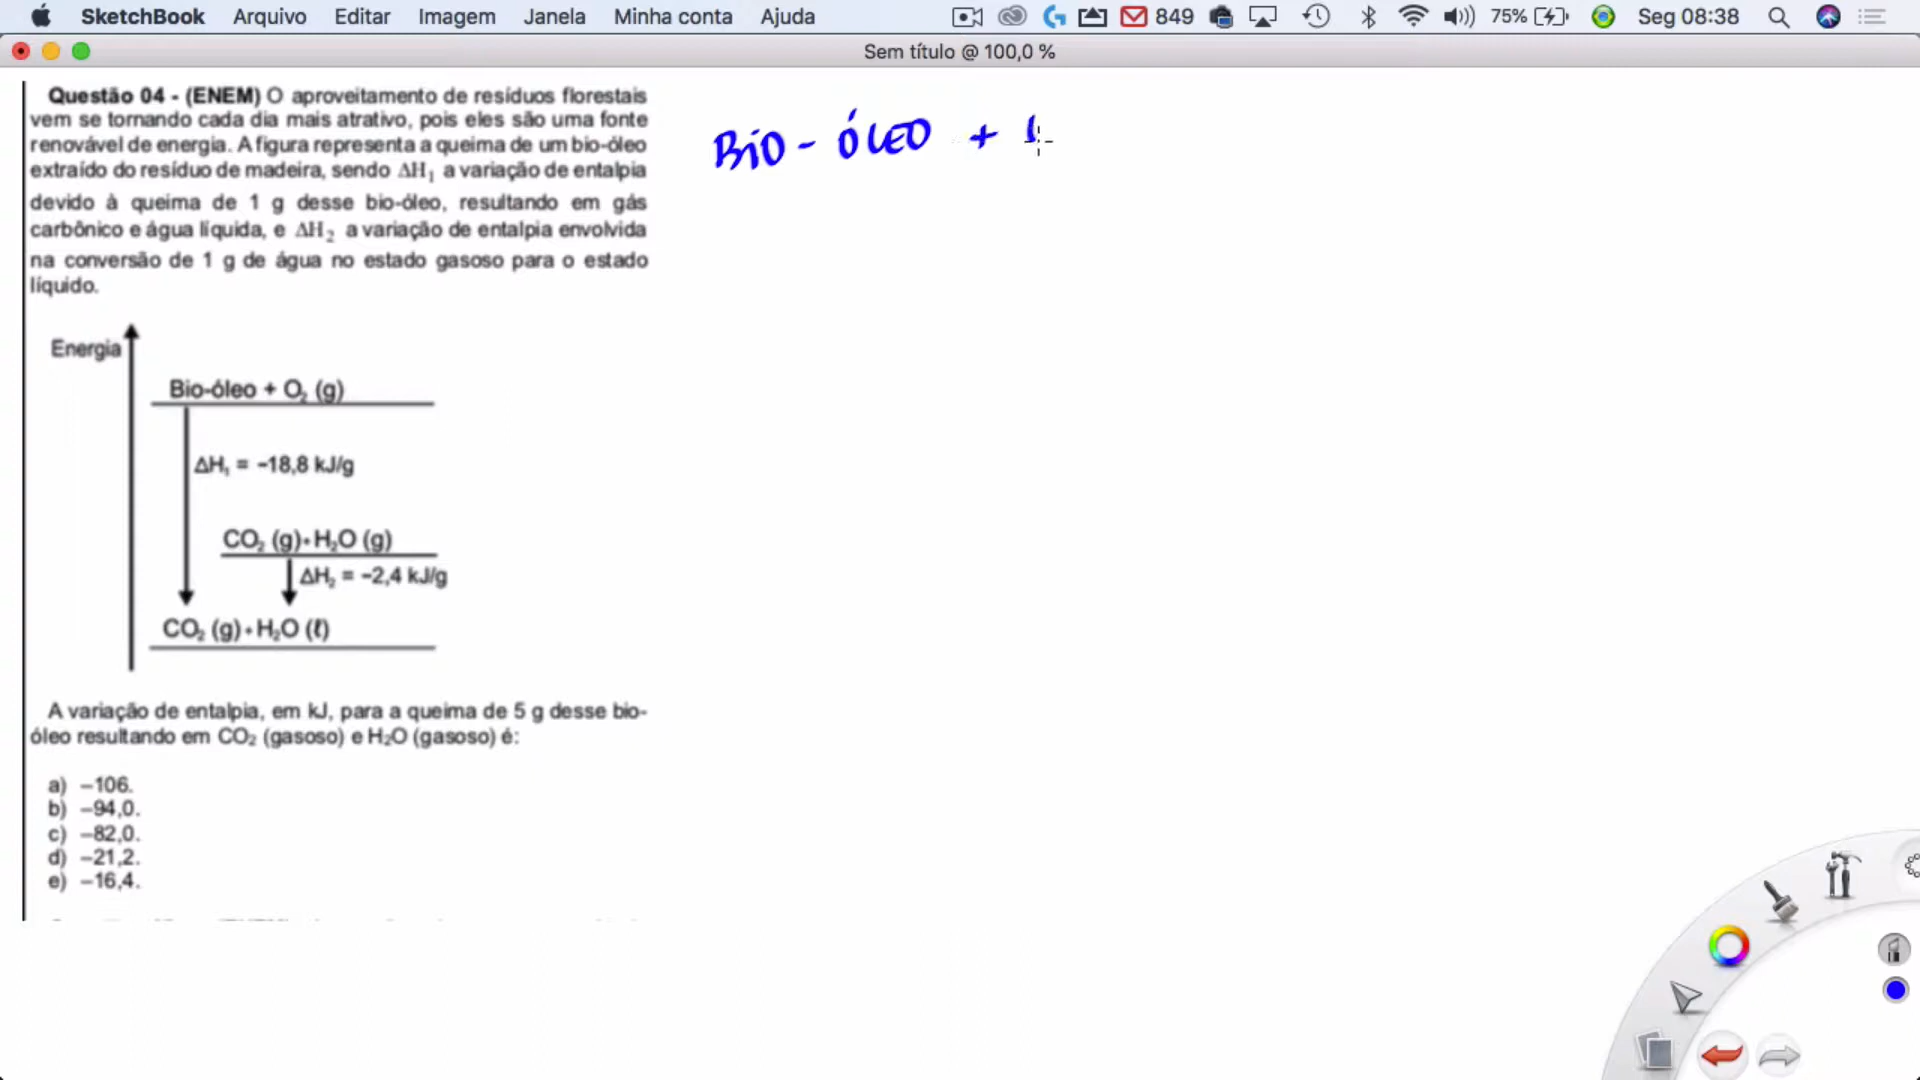 SketchBook Arquivo Editar Imagem Janela Minha conta Ajuda 849 75% Seg 08:38
Sem título @ 100,0 %
Questão 04 - (ENEM) O aproveitamento de resíduos florestais
vem se tornando cada dia mais atrativo, pois eles são uma fonte
renovável de energia. A figura representa a queima de um bio-óleo
extraído do resíduo de madeira, sendo ΔH₁ a variação de entalpia
devido à queima de 1 g desse bio-óleo, resultando em gás
carbônico e água líquida, e ΔH₂ a variação de entalpia envolvida
na conversão de 1 g de água no estado gasoso para o estado
líquido.
Energia
Bio-óleo + O₂ (g)
ΔH₁ = −18,8 kJ/g
CO₂ (g)+H₂O (g)
ΔH₂ = −2,4 kJ/g
CO₂ (g)+H₂O (ℓ)
A variação de entalpia, em kJ, para a queima de 5 g desse bio-
óleo resultando em CO₂ (gasoso) e H₂O (gasoso) é:
a) −106.
b) −94,0.
c) −82,0.
d) −21,2.
e) −16,4.
BIO - ÓLEO +